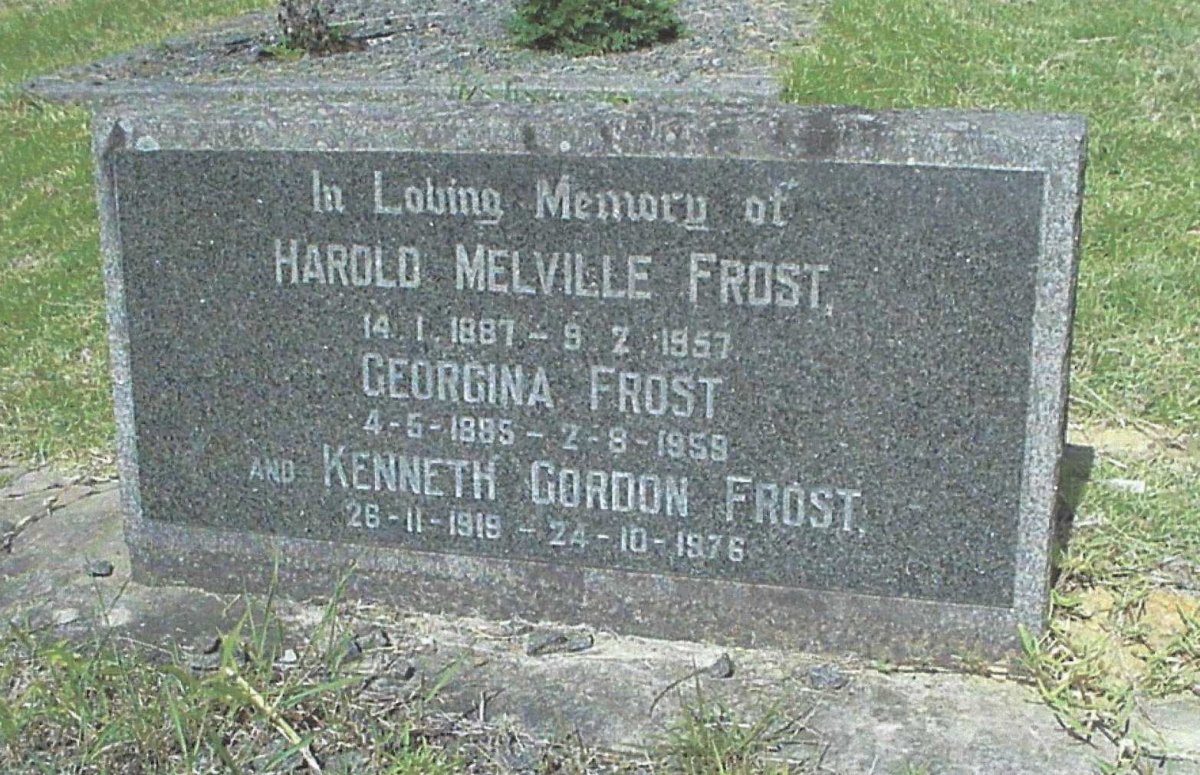 In Loving Memory of
HAROLD MELVILLE FROST,
14. 1. 1887 – 9. 2. 1957.
GEORGINA FROST
4-5-1895 – 2-8-1959
AND KENNETH GORDON FROST,
26-11-1919 – 24-10-1976